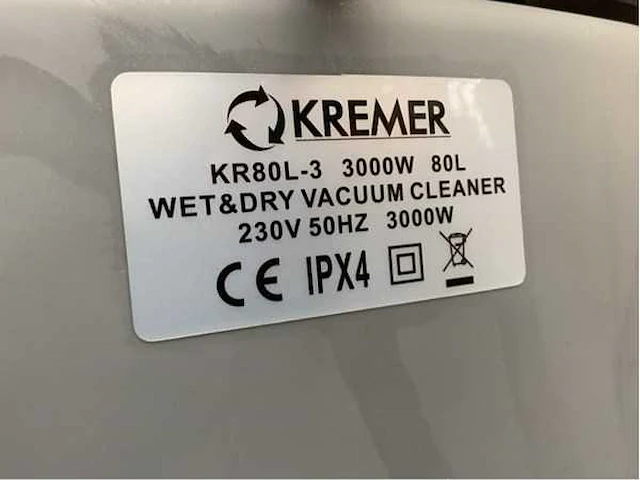 KREMER
KR80L-3 3000W 80L
WET&DRY VACUUM CLEANER
230V 50HZ 3000W
CE IPX4